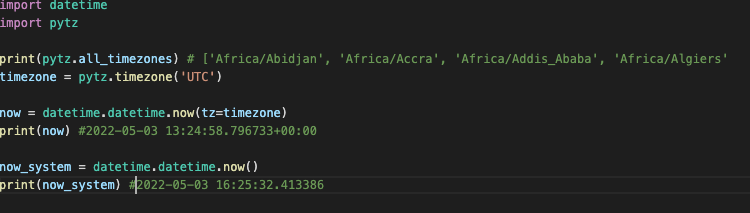 import datetime
import pytz
print(pytz.all_timezones) # ['Africa/Abidjan', 'Africa/Accra', 'Africa/Addis_Ababa', 'Africa/Algiers'
timezone = pytz.timezone('UTC')
now = datetime.datetime.now(tz=timezone)
print(now) #2022-05-03 13:24:58.796733+00:00
now_system = datetime.datetime.now()
print(now_system) #2022-05-03 16:25:32.413386